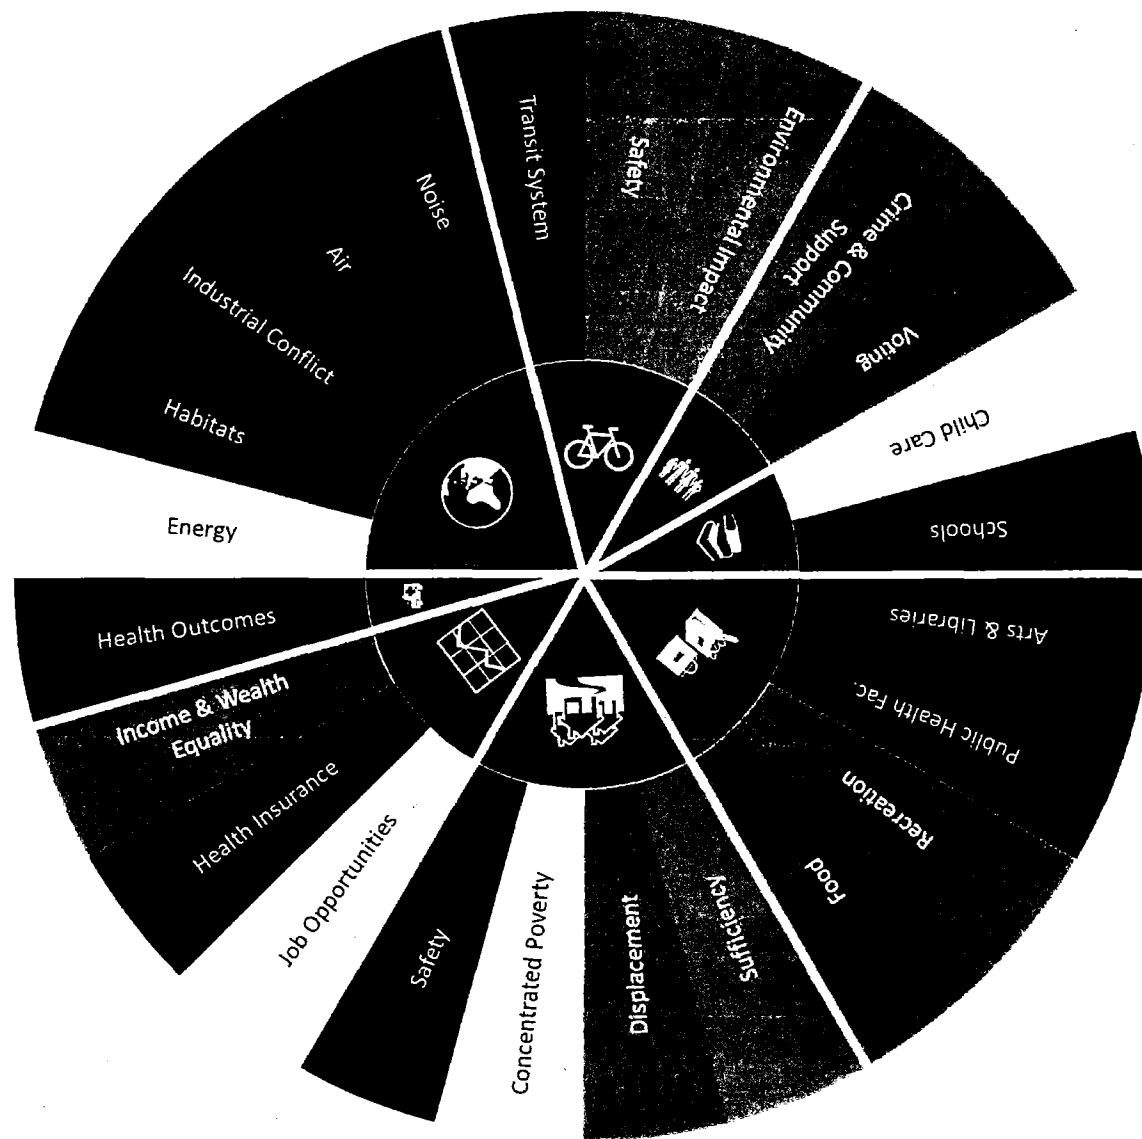 Transit System
Safety
Environmental Impact
Crime & Community
Support
Voting
Child Care
Schools
Arts & Libraries
Public Health Fac.
Recreation
Food
Sufficiency
Displacement
Concentrated Poverty
Safety
Job Opportunities
Health Insurance
Income & Wealth
Equality
Health Outcomes
Energy
Habitats
Industrial Conflict
Air
Noise